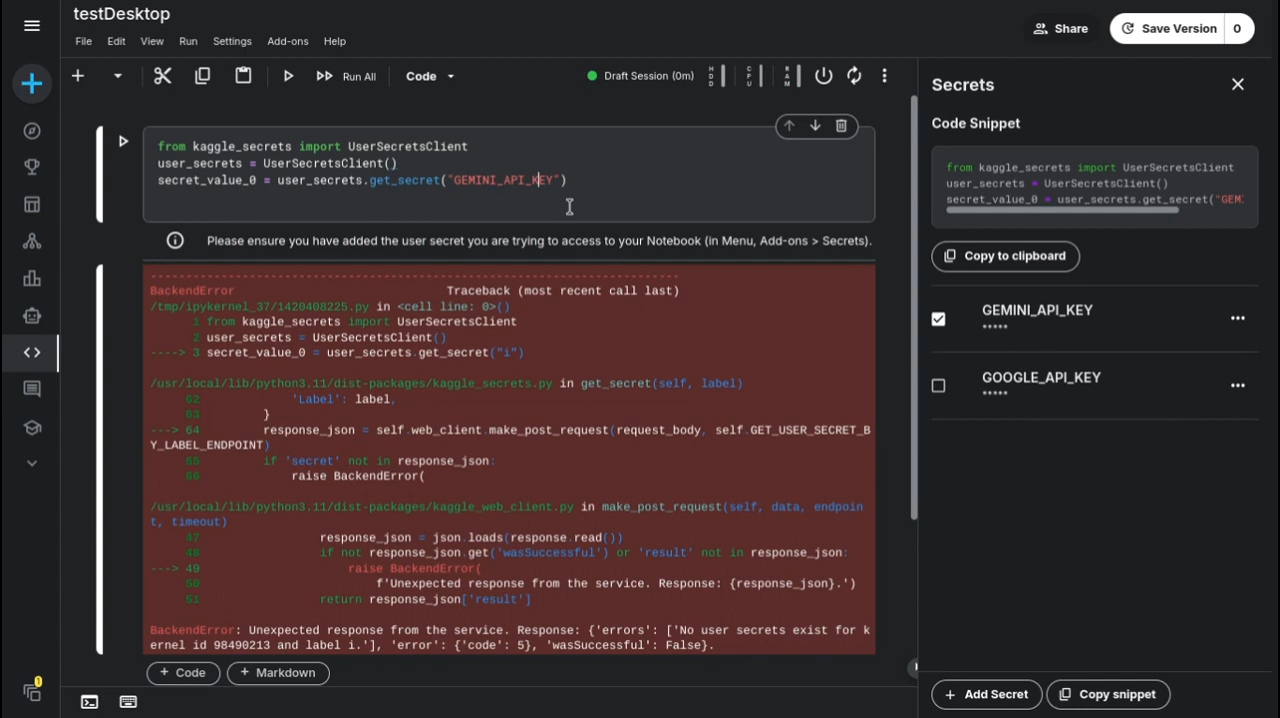 testDesktop
File Edit View Run Settings Add-ons Help
Share
Save Version 0
Run All
Code
Draft Session (0m)
HDD
CPU
RAM
from kaggle_secrets import UserSecretsClient
user_secrets = UserSecretsClient()
secret_value_0 = user_secrets.get_secret("GEMINI_API_KEY")
Please ensure you have added the user secret you are trying to access to your Notebook (in Menu, Add-ons > Secrets).
---------------------------------------------------------------------------
BackendError Traceback (most recent call last)
/tmp/ipykernel_37/1420408225.py in <cell line: 0>()
1 from kaggle_secrets import UserSecretsClient
2 user_secrets = UserSecretsClient()
----> 3 secret_value_0 = user_secrets.get_secret("i")
/usr/local/lib/python3.11/dist-packages/kaggle_secrets.py in get_secret(self, label)
62 'Label': label,
63 }
---> 64 response_json = self.web_client.make_post_request(request_body, self.GET_USER_SECRET_B
Y_LABEL_ENDPOINT)
65 if 'secret' not in response_json:
66 raise BackendError(
/usr/local/lib/python3.11/dist-packages/kaggle_web_client.py in make_post_request(self, data, endpoin
t, timeout)
47 response_json = json.loads(response.read())
48 if not response_json.get('wasSuccessful') or 'result' not in response_json:
---> 49 raise BackendError(
50 f'Unexpected response from the service. Response: {response_json}.')
51 return response_json['result']
BackendError: Unexpected response from the service. Response: {'errors': ['No user secrets exist for k
ernel id 98490213 and label i.'], 'error': {'code': 5}, 'wasSuccessful': False}.
+ Code + Markdown
Secrets
Code Snippet
from kaggle_secrets import UserSecretsClient
user_secrets = UserSecretsClient()
secret_value_0 = user_secrets.get_secret("GEM
Copy to clipboard
GEMINI_API_KEY
*****
GOOGLE_API_KEY
*****
+ Add Secret
Copy snippet
1